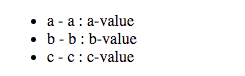 • a - a : a-value
• b - b : b-value
• c - c : c-value